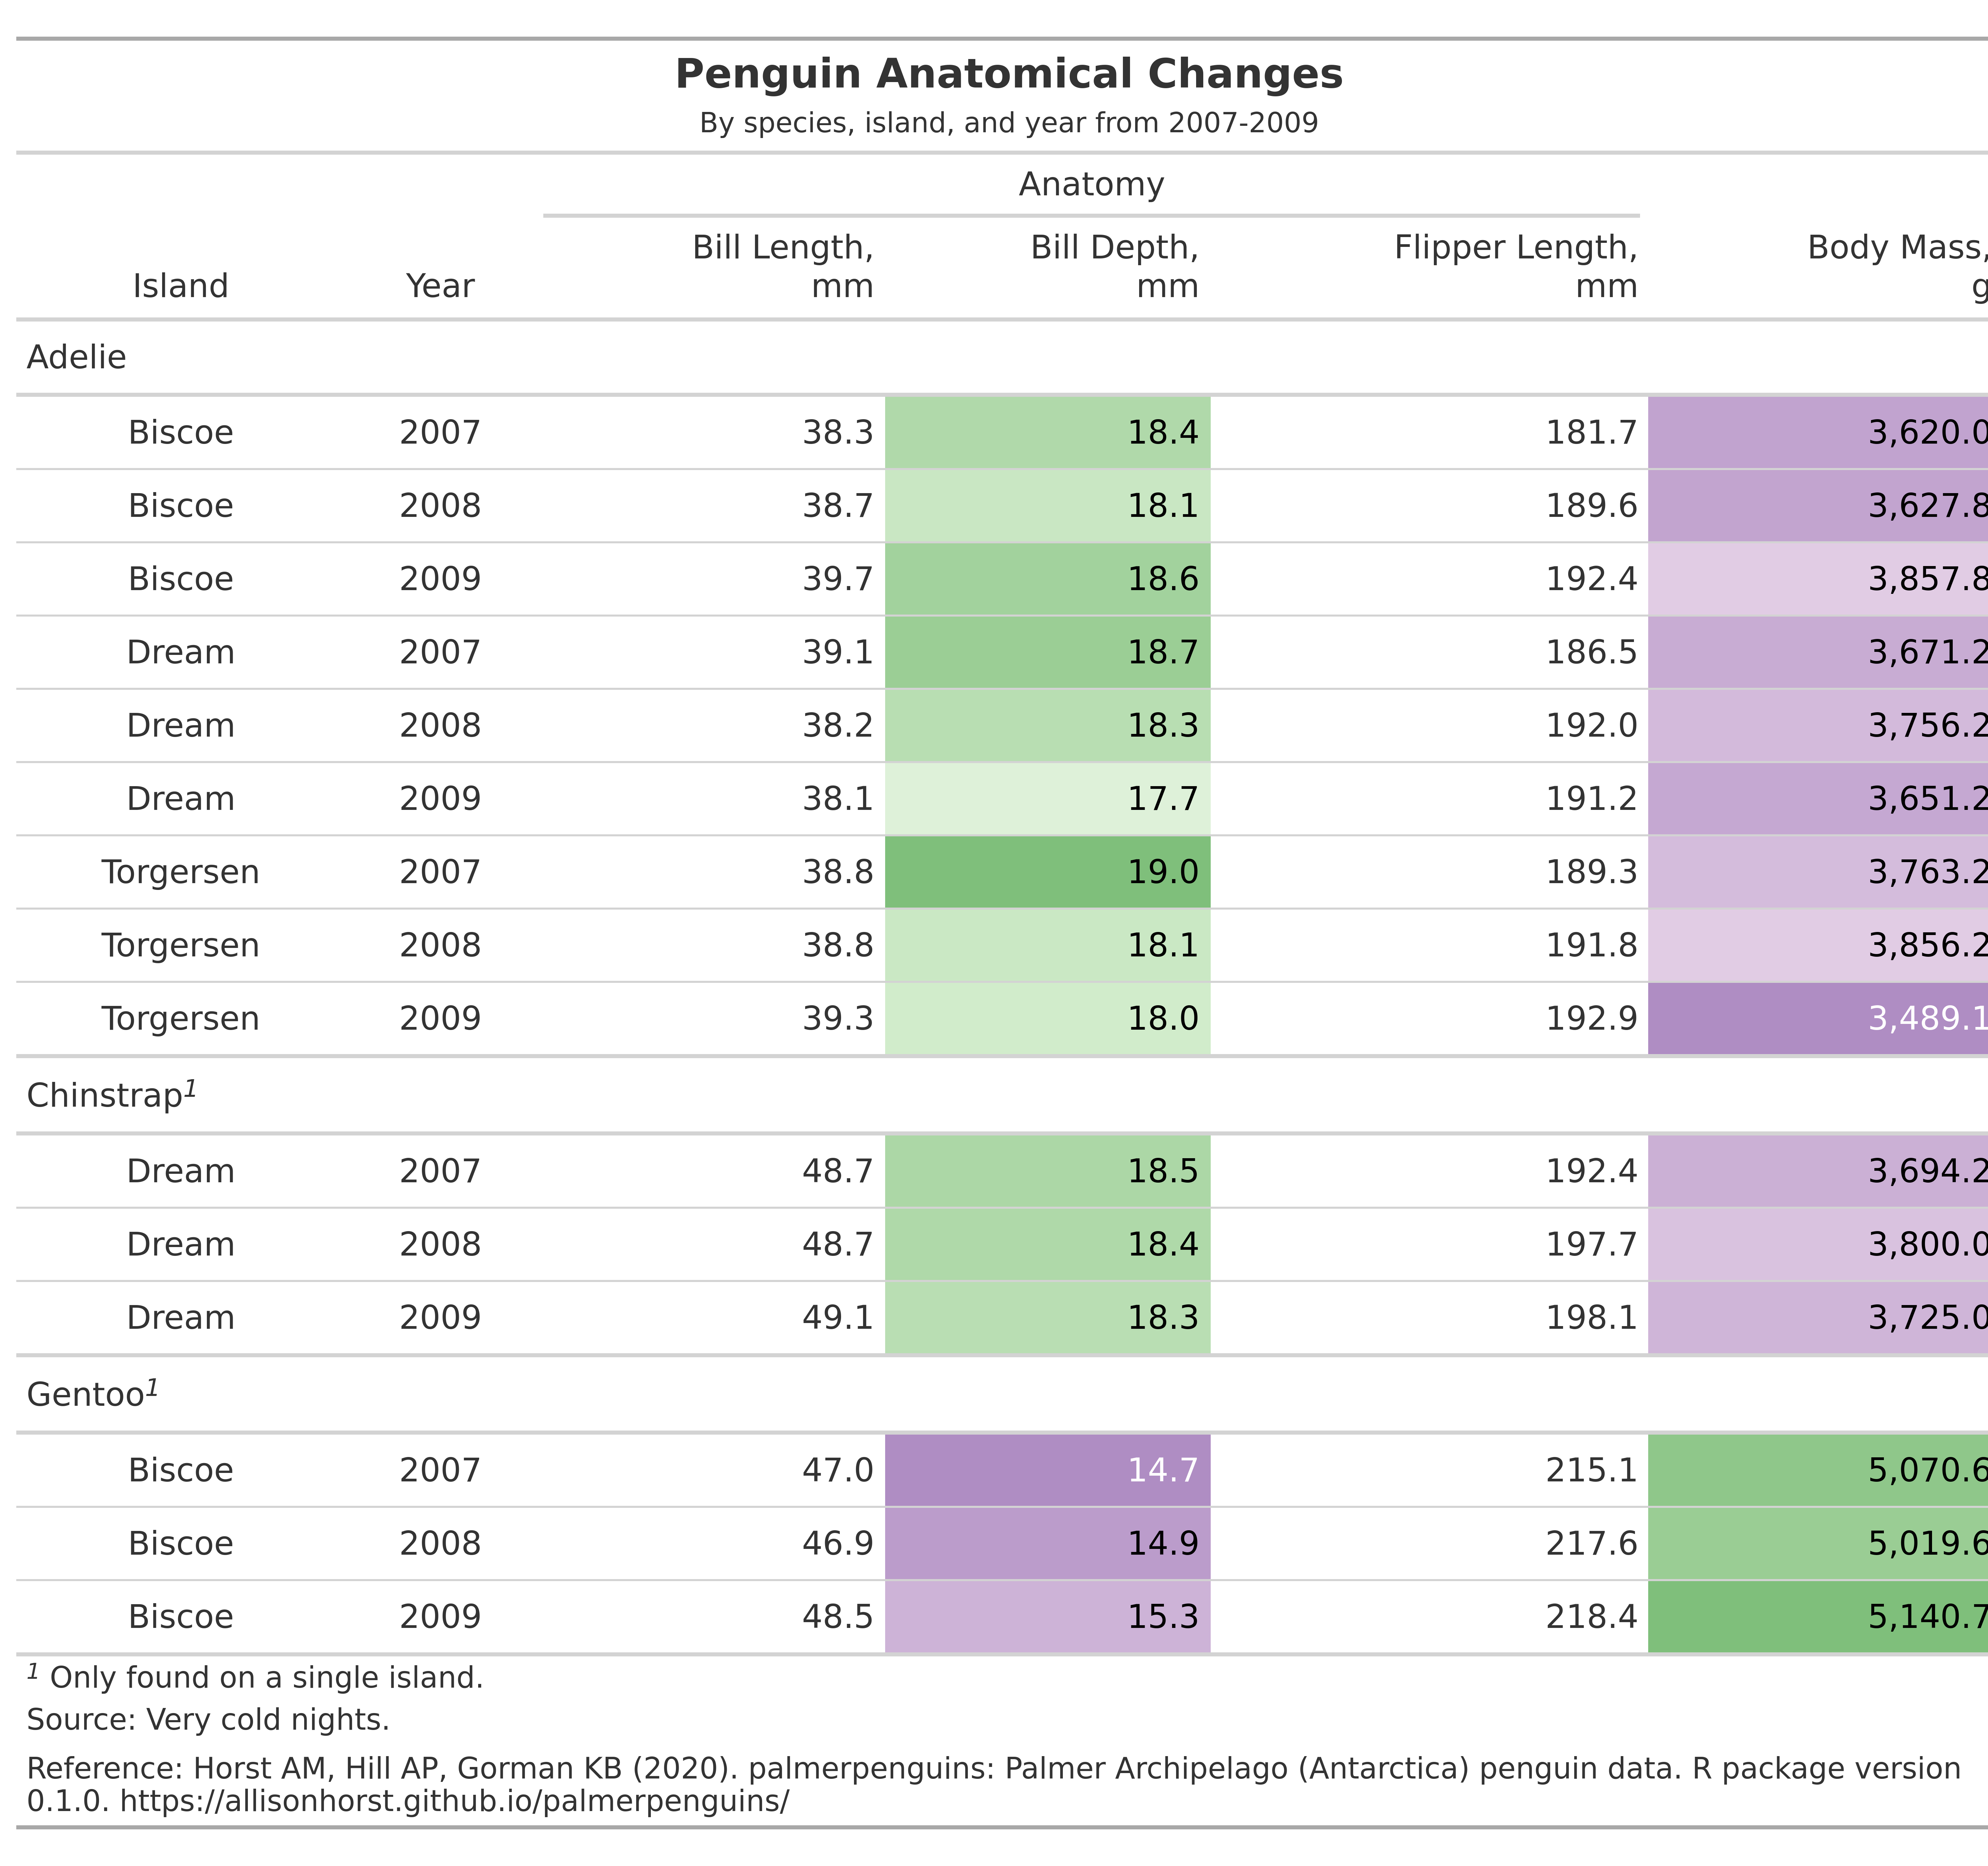 Penguin Anatomical Changes
By species, island, and year from 2007-2009
Anatomy
Island Year Bill Length, mm Bill Depth, mm Flipper Length, mm Body Mass, g
Adelie
Biscoe 2007 38.3 18.4 181.7 3,620.0
Biscoe 2008 38.7 18.1 189.6 3,627.8
Biscoe 2009 39.7 18.6 192.4 3,857.8
Dream 2007 39.1 18.7 186.5 3,671.2
Dream 2008 38.2 18.3 192.0 3,756.2
Dream 2009 38.1 17.7 191.2 3,651.2
Torgersen 2007 38.8 19.0 189.3 3,763.2
Torgersen 2008 38.8 18.1 191.8 3,856.2
Torgersen 2009 39.3 18.0 192.9 3,489.1
Chinstrap1
Dream 2007 48.7 18.5 192.4 3,694.2
Dream 2008 48.7 18.4 197.7 3,800.0
Dream 2009 49.1 18.3 198.1 3,725.0
Gentoo1
Biscoe 2007 47.0 14.7 215.1 5,070.6
Biscoe 2008 46.9 14.9 217.6 5,019.6
Biscoe 2009 48.5 15.3 218.4 5,140.7
1 Only found on a single island.
Source: Very cold nights.
Reference: Horst AM, Hill AP, Gorman KB (2020). palmerpenguins: Palmer Archipelago (Antarctica) penguin data. R package version
0.1.0. https://allisonhorst.github.io/palmerpenguins/